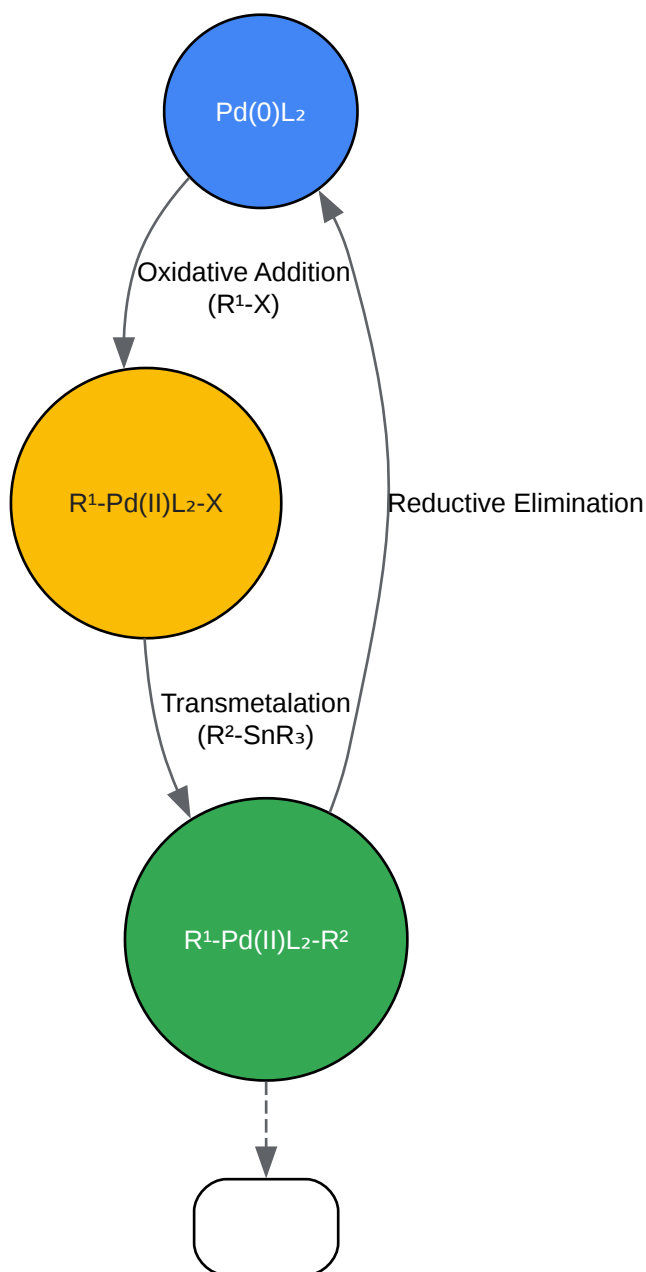 Pd(0)L₂
Oxidative Addition
(R¹-X)
R¹-Pd(II)L₂-X
Reductive Elimination
Transmetalation
(R²-SnR₃)
R¹-Pd(II)L₂-R²